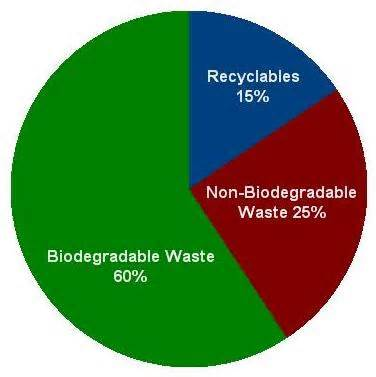 Recyclables
15%
Non-Biodegradable
Waste 25%
Biodegradable Waste
60%